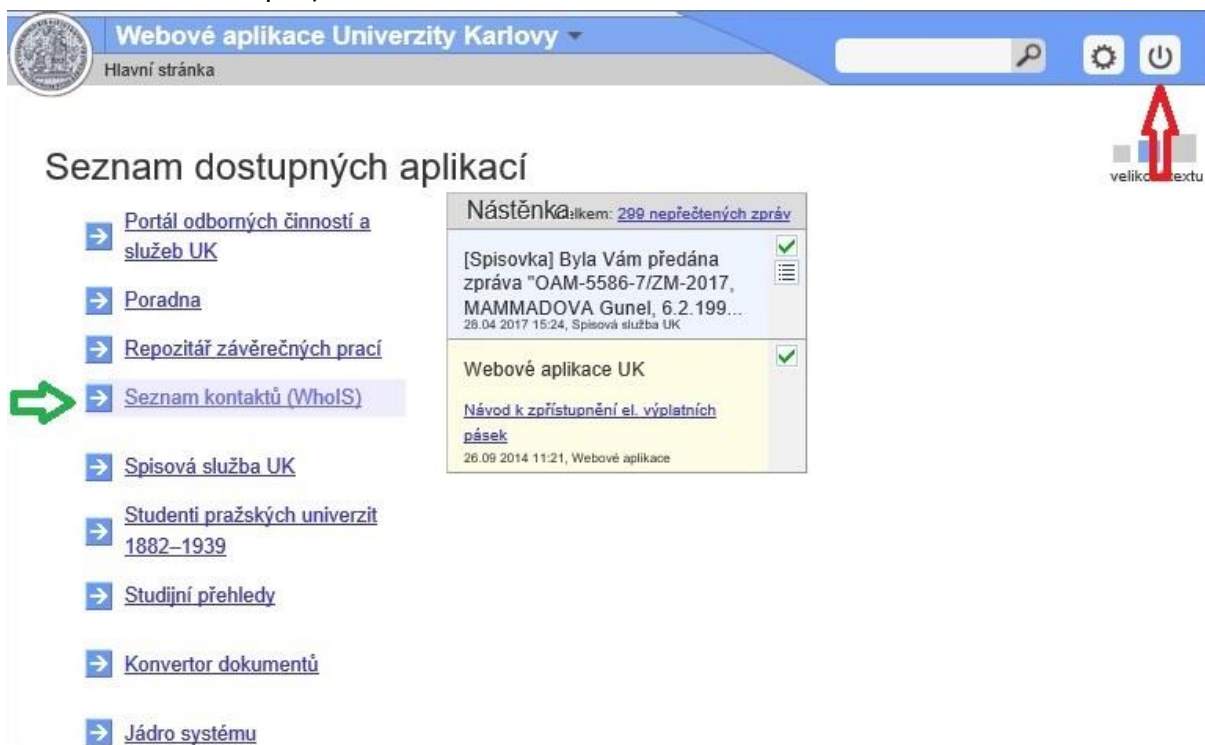 Webové aplikace Univerzity Karlovy
Hlavní stránka
velikost textu
Seznam dostupných aplikací
Portál odborných činností a
služeb UK
Poradna
Repozitář závěrečných prací
Seznam kontaktů (WhoIS)
Spisová služba UK
Studenti pražských univerzit
1882–1939
Studijní přehledy
Konvertor dokumentů
Jádro systému
Nástěnka
299 nepřečtených zpráv
[Spisovka] Byla Vám předána
zpráva "OAM-5586-7/ZM-2017,
MAMMADOVA Gunel, 6.2.199...
28.04 2017 15:24, Spisová služba UK
Webové aplikace UK
Návod k zpřístupnění el. výplatních
pásek
26.09 2014 11:21, Webové aplikace